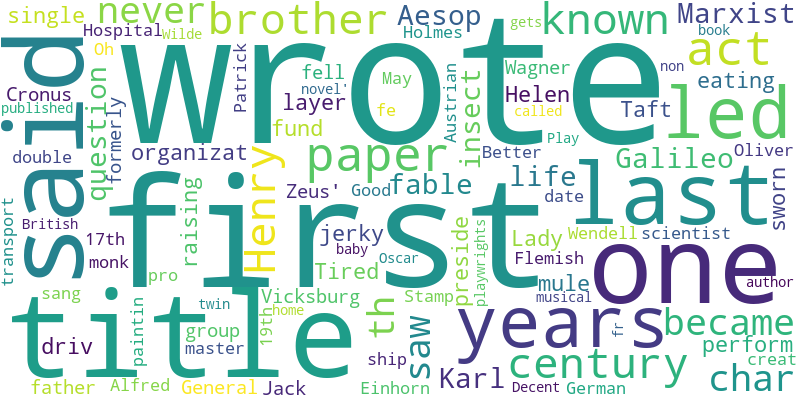 single
never
brother
Aesop
known
gets
Marxist
Hospital
Wilde
Oh
Holmes
act
book
said
wrote
Patrick
fell
May
novel'
Austrian
insect
Wagner
non
eating
Cronus
published
question
formerly
layer
fe
Helen
called
Taft
led
fund
Play
double
organizat
paper
Better
Galileo
Oliver
transport
Henry
Zeus'
Good
fable
life
date
last
sworn
British
17th
raising
first
jerky
baby
Lady
Wendell
scientist
monk
pro
Tired
Oscar
preside
playwrights
Flemish
mule
one
author
sang
title
paintin
twin
Vicksburg
th
Stamp
musical
years
fr
became
group
19th
home
saw
driv
master
ship
century
perform
creat
father
Alfred
General
Jack
Einhorn
Karl
Decent
German
char